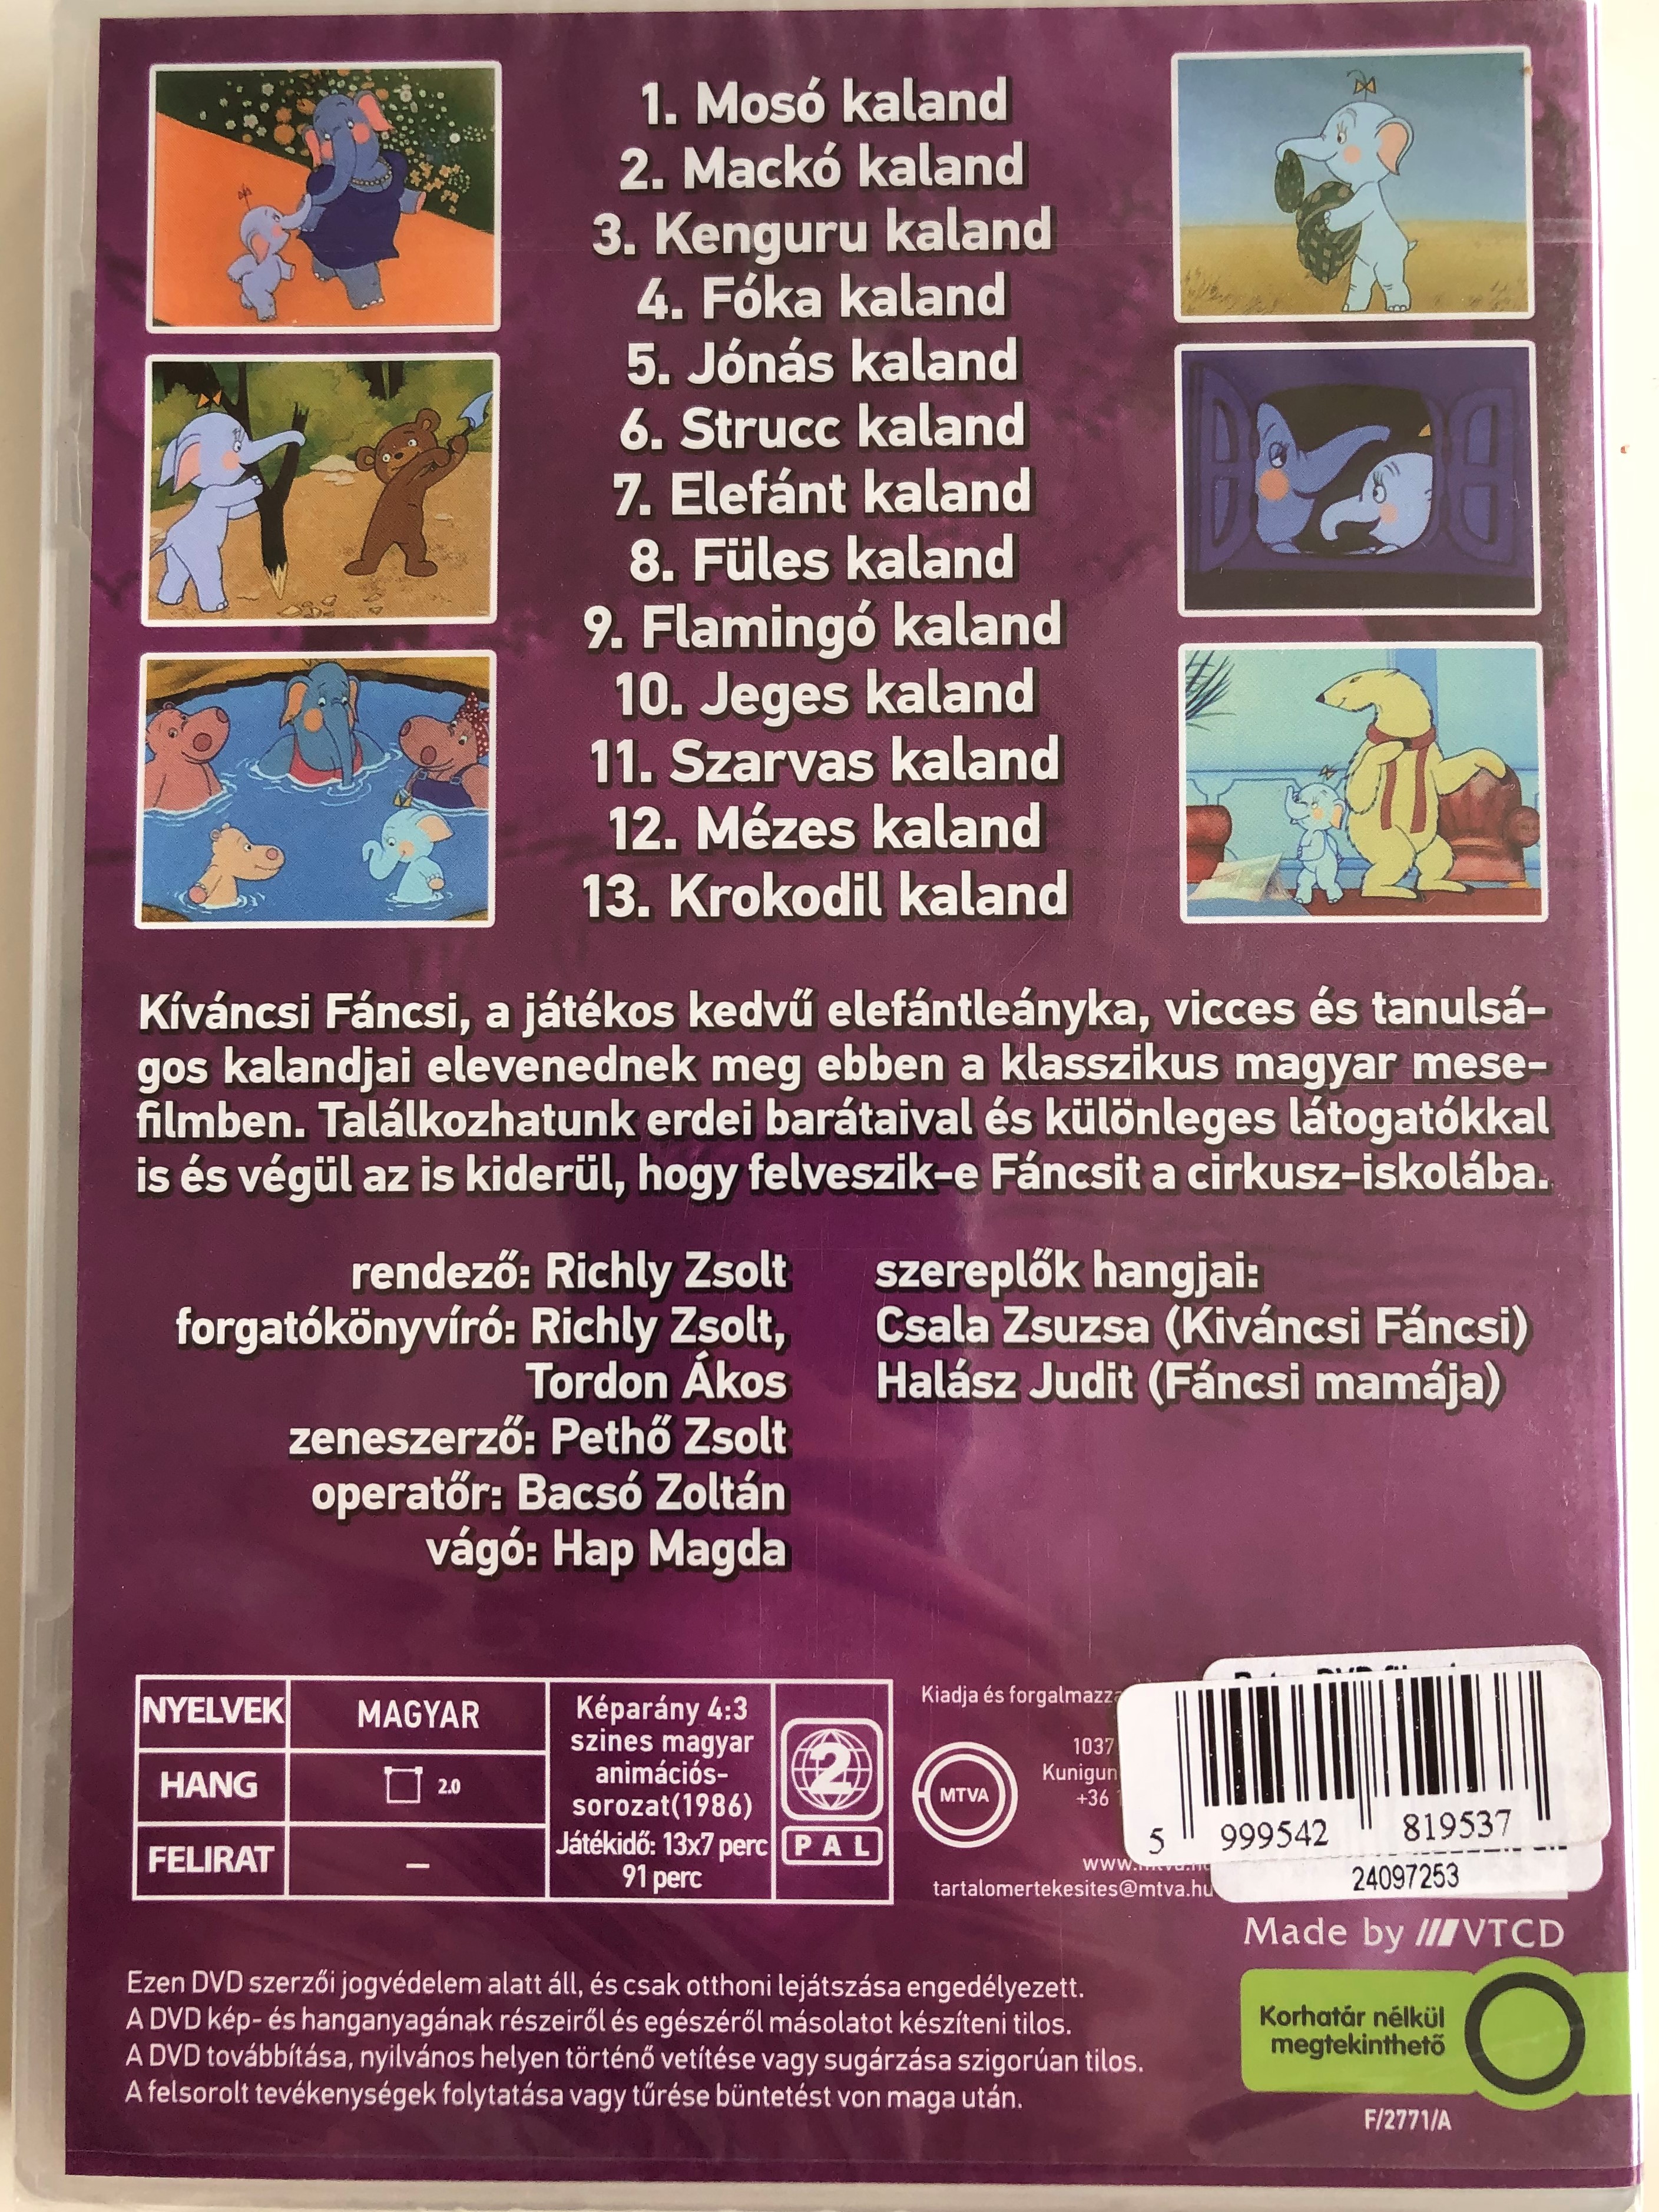 1. Mosó kaland
2. Mackó kaland
3. Kenguru kaland
4. Fóka kaland
5. Jónás kaland
6. Strucc kaland
7. Elefánt kaland
8. Füles kaland
9. Flamingó kaland
10. Jeges kaland
11. Szarvas kaland
12. Mézes kaland
13. Krokodil kaland
Kíváncsi Fáncsi, a játékos kedvű elefántleányka, vicces és tanulsá-
gos kalandjai elevenednek meg ebben a klasszikus magyar mese-
filmben. Találkozhatunk erdei barátaival és különleges látogatókkal
is és végül az is kiderül, hogy felveszik-e Fáncsit a cirkusz-iskolába.
rendező: Richly Zsolt
forgatókönyvíró: Richly Zsolt,
Tordon Ákos
zeneszerző: Pethő Zsolt
operatőr: Bacsó Zoltán
vágó: Hap Magda
szereplők hangjai:
Csala Zsuzsa (Kiváncsi Fáncsi)
Halász Judit (Fáncsi mamája)
NYELVEK
MAGYAR
HANG
2.0
FELIRAT
–
Képarány 4:3
szines magyar
animációs-
sorozat(1986)
Játékidő: 13x7 perc
91 perc
2
PAL
Kiadja és forgalmazza
MTVA
1037
Kunigun
+36
www.mtva.hu
tartalomertekesites@mtva.hu
5 999542 819537
24097253
Made by VTCD
Korhatár nélkül
megtekinthető
F/2771/A
Ezen DVD szerzői jogvédelem alatt áll, és csak otthoni lejátszása engedélyezett.
A DVD kép- és hanganyagának részeiről és egészéről másolatot készíteni tilos.
A DVD továbbítása, nyilvános helyen történő vetítése vagy sugárzása szigorúan tilos.
A felsorolt tevékenységek folytatása vagy tűrése büntetést von maga után.